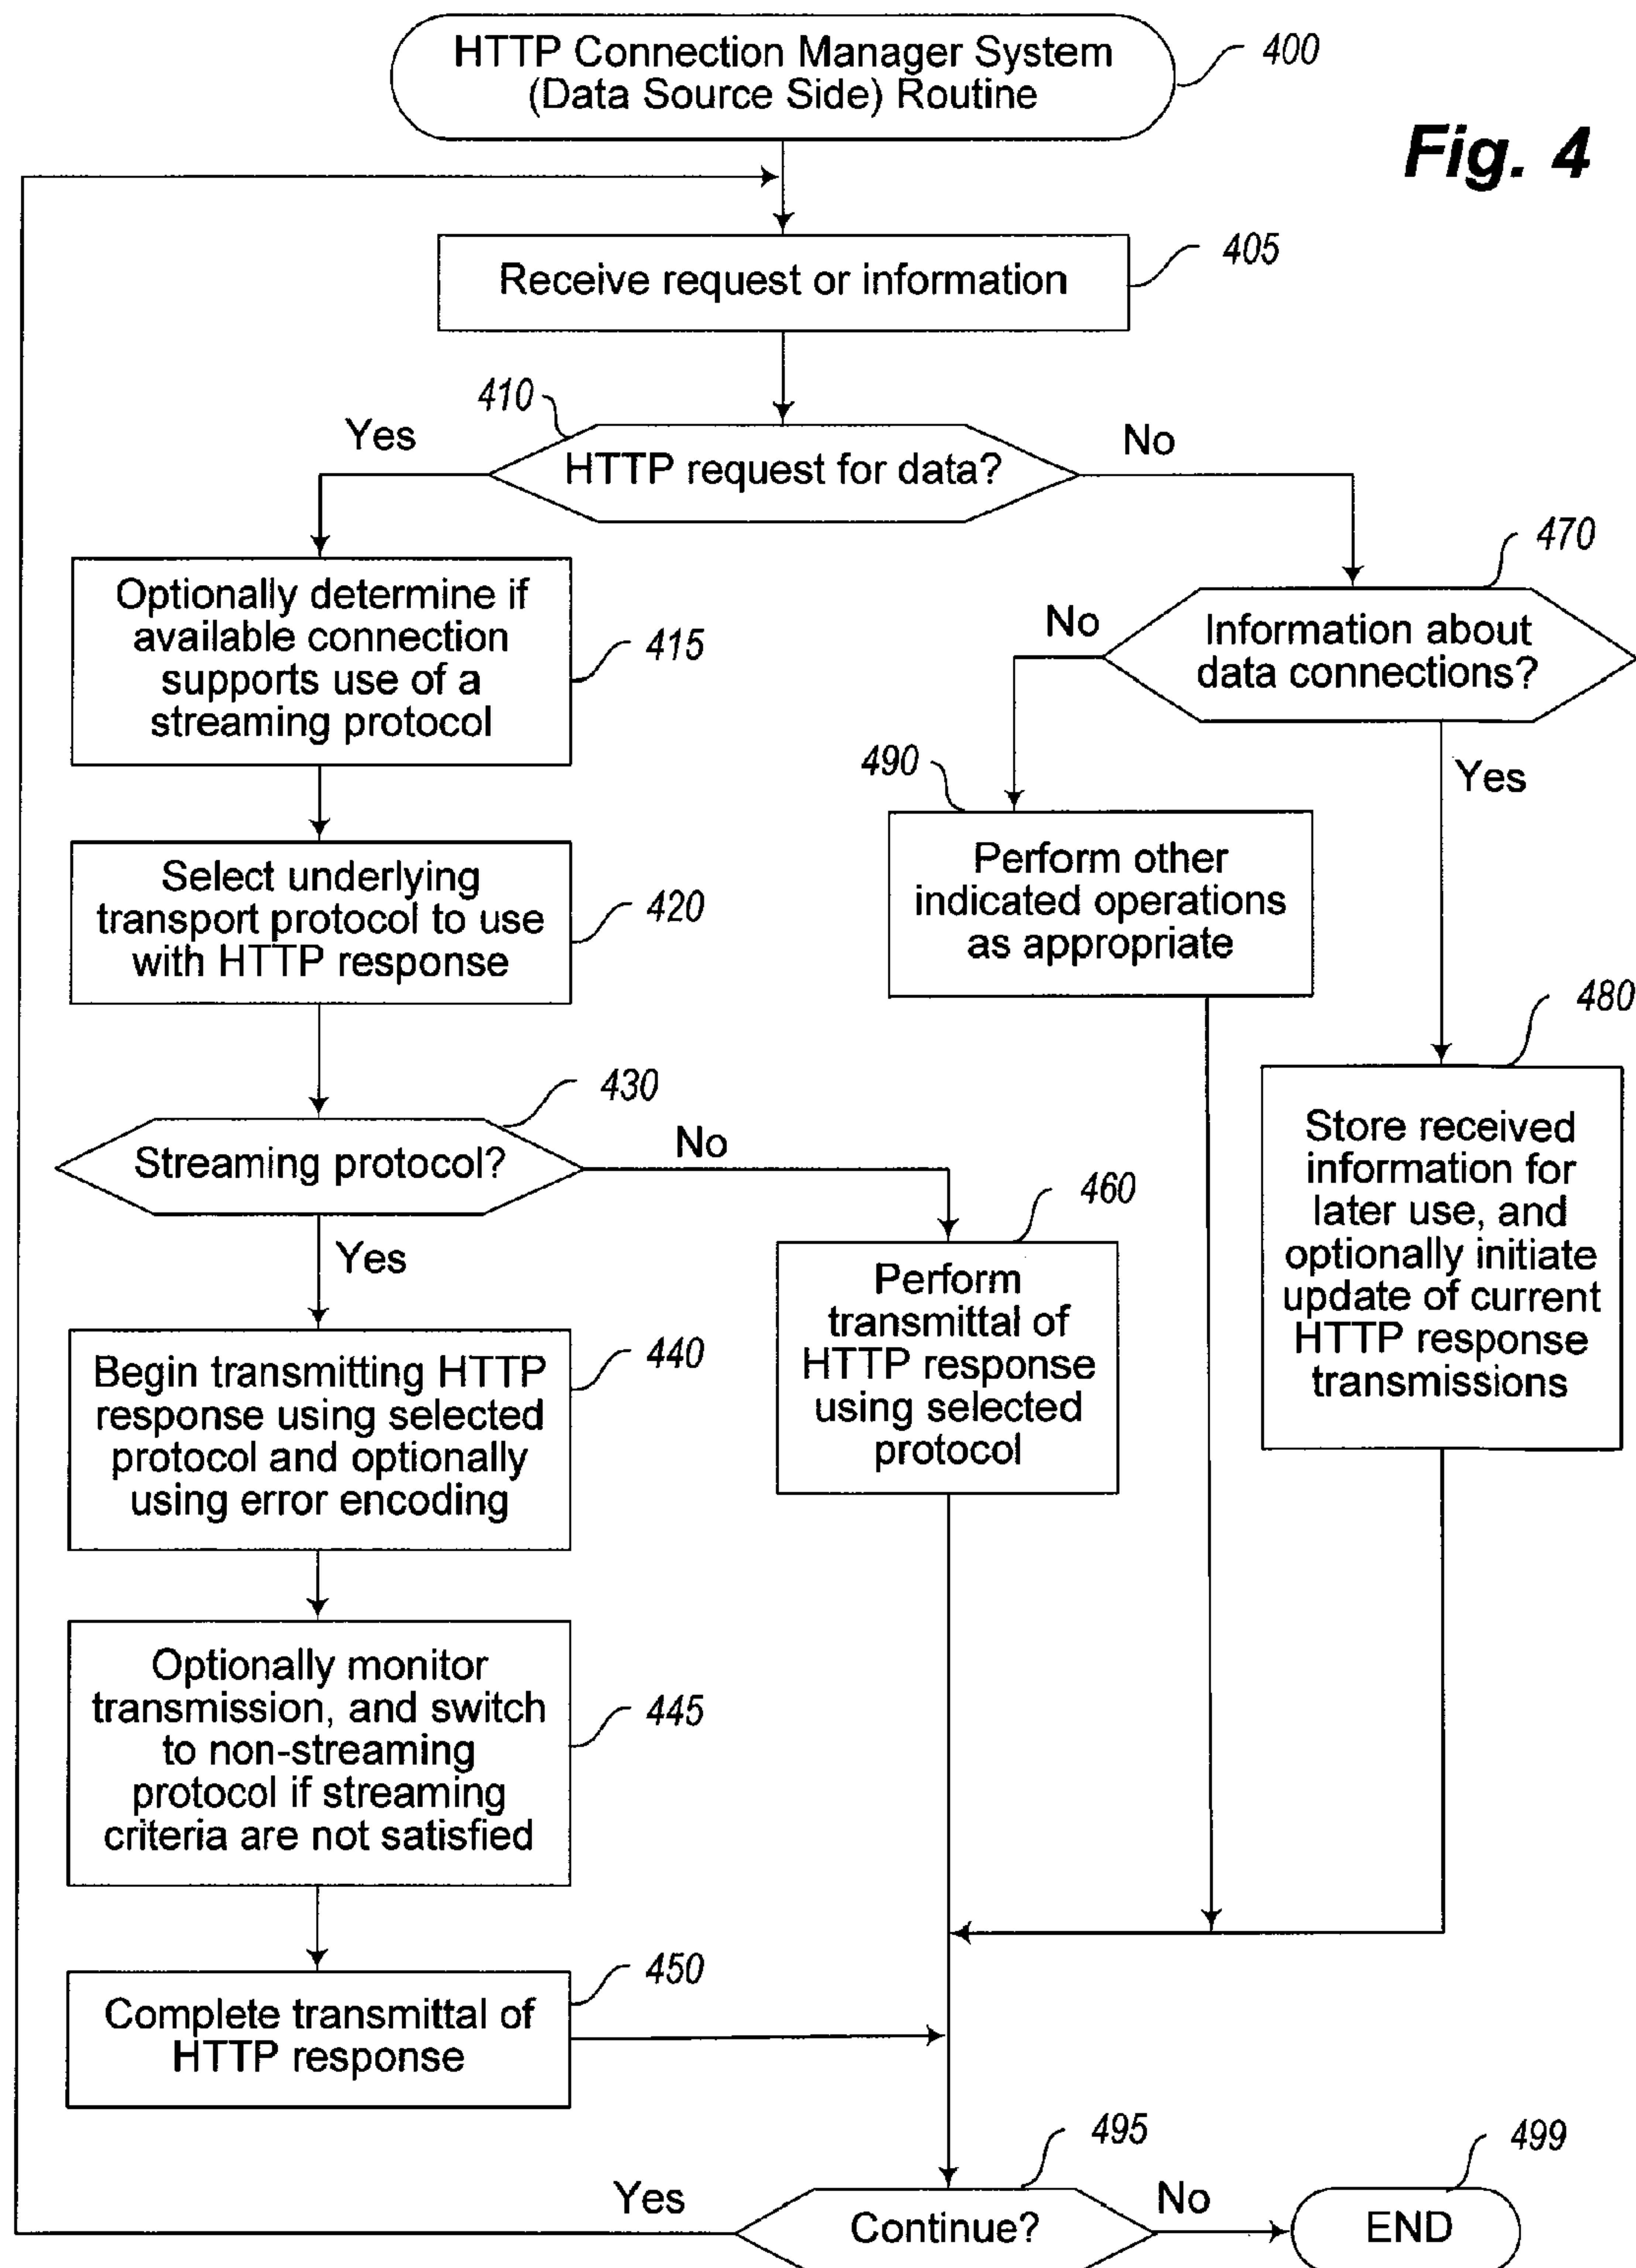 HTTP Connection Manager System
(Data Source Side) Routine
400
Fig. 4
Receive request or information
405
410
Yes
HTTP request for data?
No
Optionally determine if
available connection
supports use of a
streaming protocol
415
470
No
Information about
data connections?
Yes
490
Perform other
indicated operations
as appropriate
Select underlying
transport protocol to use
with HTTP response
420
480
Store received
information for
later use, and
optionally initiate
update of current
HTTP response
transmissions
430
Streaming protocol?
No
Yes
460
Perform
transmittal of
HTTP response
using selected
protocol
Begin transmitting HTTP
response using selected
protocol and optionally
using error encoding
440
Optionally monitor
transmission, and switch
to non-streaming
protocol if streaming
criteria are not satisfied
445
Complete transmittal of
HTTP response
450
495
Yes
Continue?
No
499
END